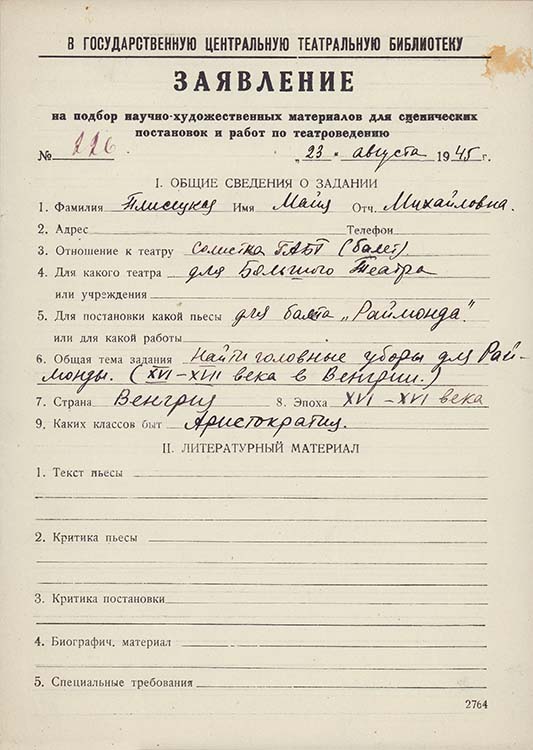 В ГОСУДАРСТВЕННУЮ ЦЕНТРАЛЬНУЮ ТЕАТРАЛЬНУЮ БИБЛИОТЕКУ
ЗАЯВЛЕНИЕ
на подбор научно-художественных материалов для сценических
постановок и работ по театроведению
№ 226 „23 " августа 1945 г.
I. ОБЩИЕ СВЕДЕНИЯ О ЗАДАНИИ
1. Фамилия Плисецкая Имя Майя Отч. Михайловна.
2. Адрес Телефон
3. Отношение к театру Солистка ГАБТ (балет).
4. Для какого театра для Большого Театра
или учреждения
5. Для постановки какой пьесы для балета „Раймонда".
или для какой работы
6. Общая тема задания Найти головные уборы для Рай-
монды. (XVI-XVII века в Венгрии.)
7. Страна Венгрия 8. Эпоха XVI-XVI века
9. Каких классов быт Аристократия.
II. ЛИТЕРАТУРНЫЙ МАТЕРИАЛ
1. Текст пьесы
2. Критика пьесы
3. Критика постановки
4. Биографич. материал
5. Специальные требования
2764